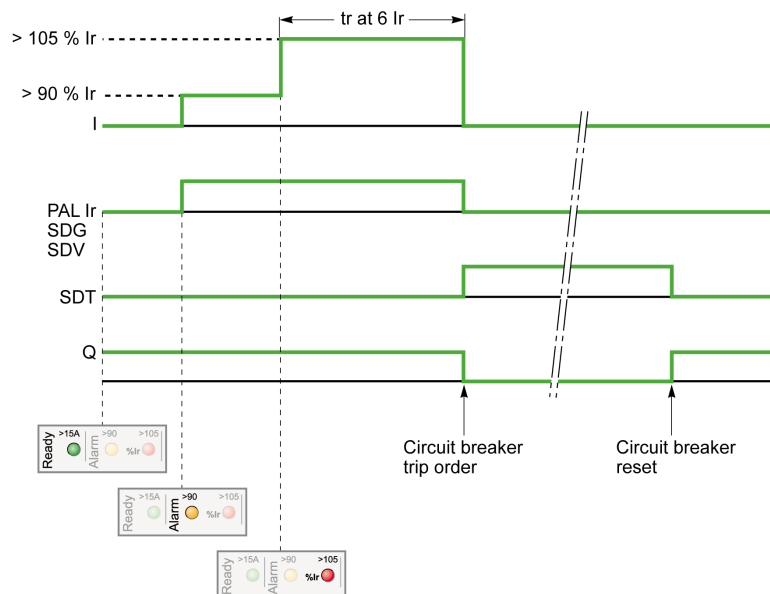 tr at 6 Ir
> 105 % Ir
> 90 % Ir
I
PAL Ir
SDG
SDV
SDT
Q
Circuit breaker
trip order
Circuit breaker
reset
Ready >15A Alarm >90 %Ir >105
Ready >15A Alarm >90 %Ir >105
Ready >15A Alarm >90 %Ir >105